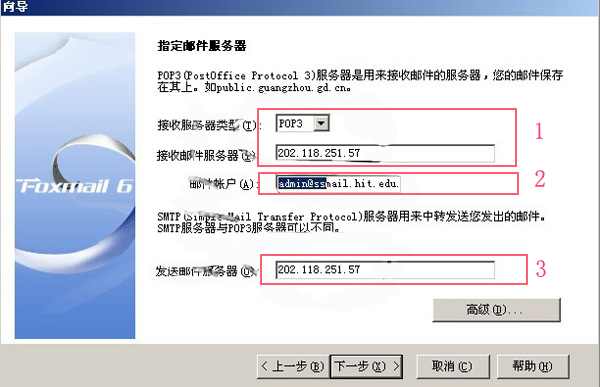 向导
指定邮件服务器
POP3(PostOffice Protocol 3)服务器是用来接收邮件的服务器，您的邮件保存
在其上。如public.guangzhou.gd.cn。
接收服务器类型(T): POP3
1
接收邮件服务器 202.118.251.57
邮件帐户(A): admin@ssmail.hit.edu.
2
Foxmail 6
SMTP(Simple Mail Transfer Protocol)服务器用来中转发送您发出的邮件。
SMTP服务器与POP3服务器可以不同。
发送邮件服务器 202.118.251.57
3
高级(D)...
< 上一步(B) 下一步(X) > 取消(C) 帮助(H)